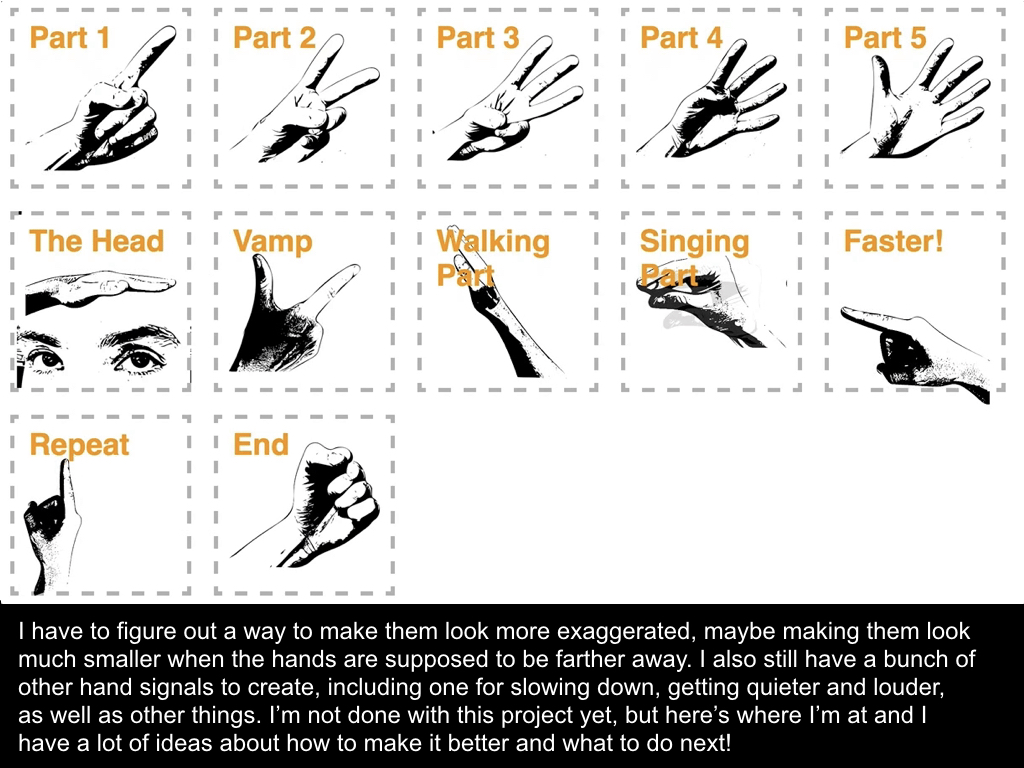 Part 1
Part 2
Part 3
Part 4
Part 5
The Head
Vamp
Walking
Part
Singing
Part
Faster!
Repeat
End
I have to figure out a way to make them look more exaggerated, maybe making them look
much smaller when the hands are supposed to be farther away. I also still have a bunch of
other hand signals to create, including one for slowing down, getting quieter and louder,
as well as other things. I’m not done with this project yet, but here’s where I’m at and I
have a lot of ideas about how to make it better and what to do next!